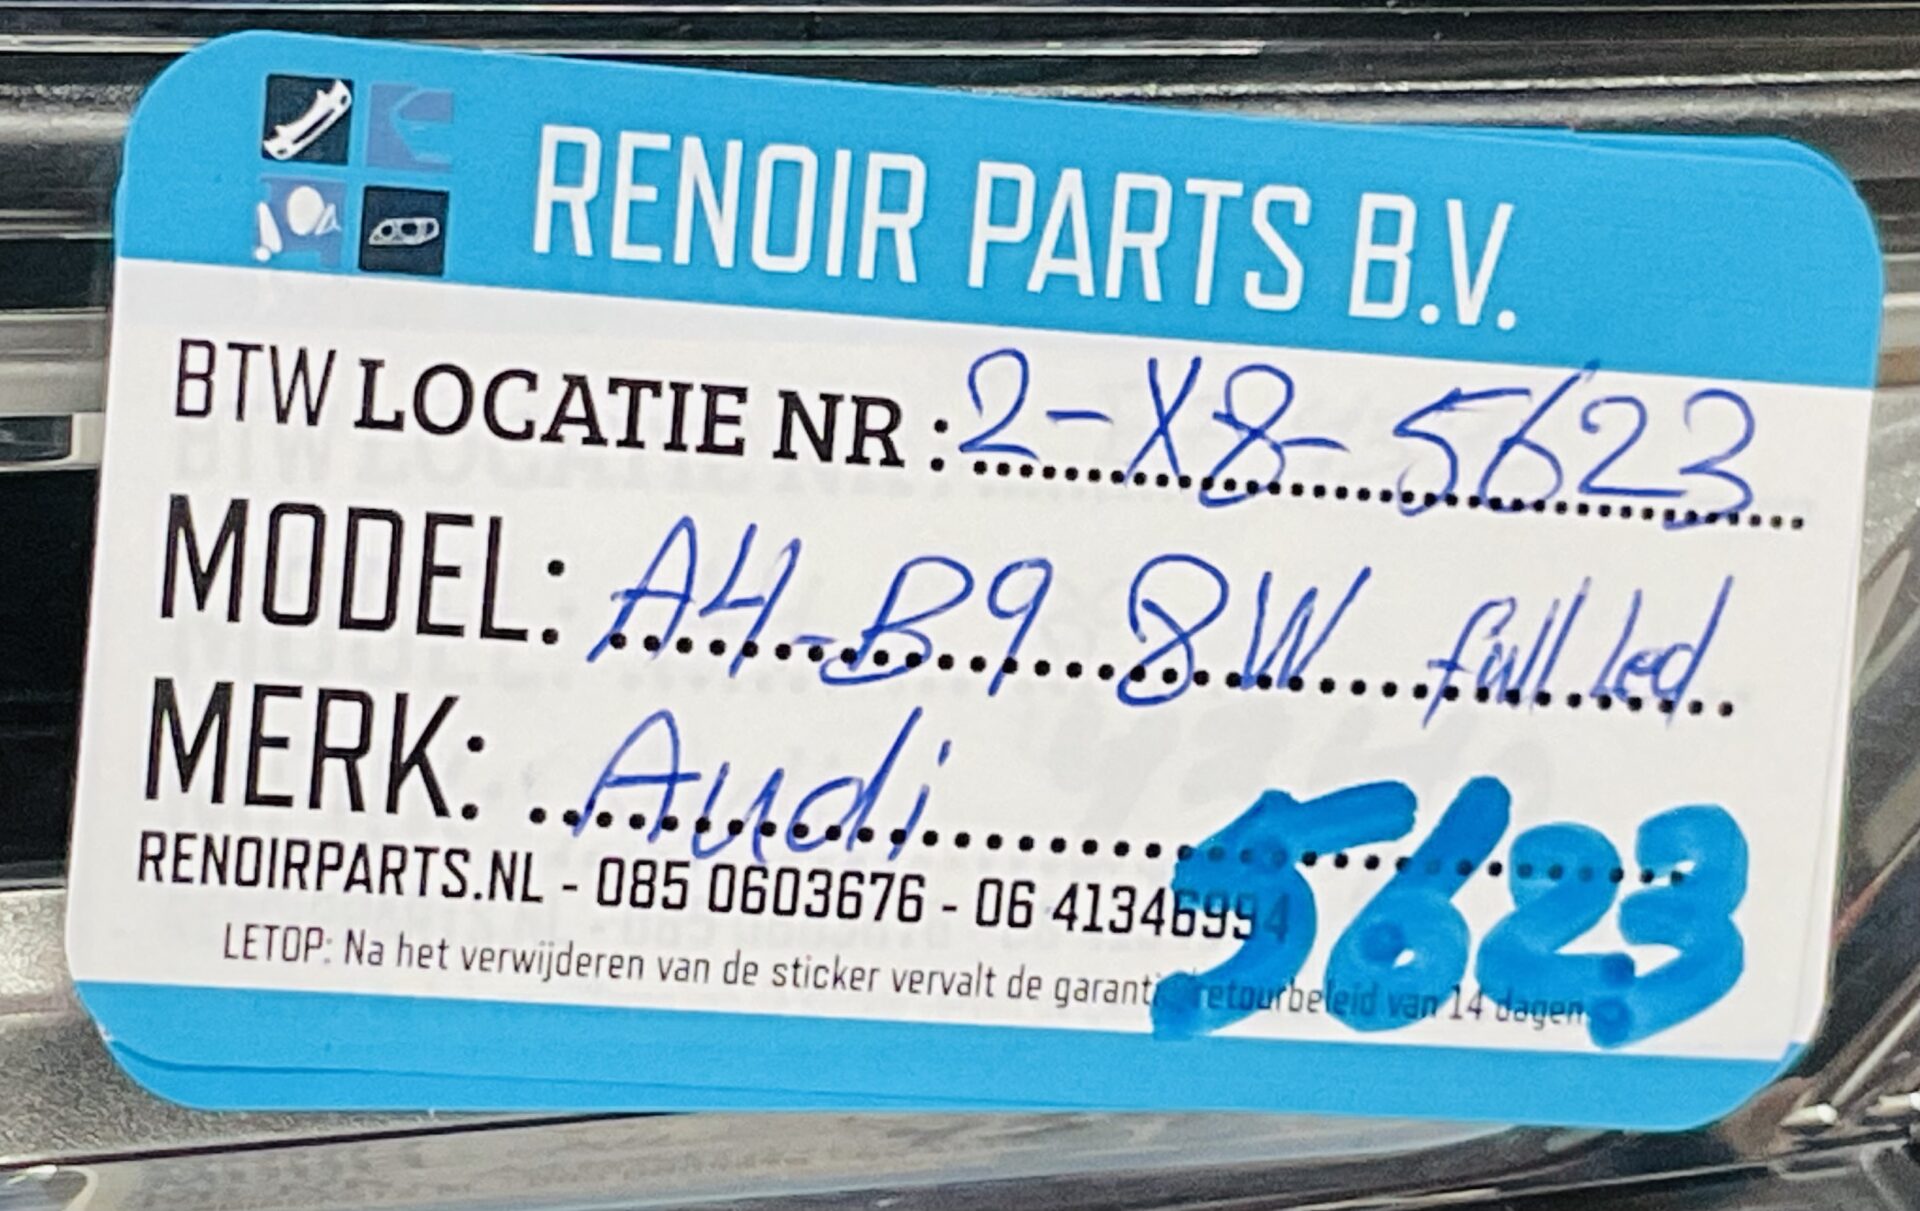 RENOIR PARTS B.V.
BTW LOCATIE NR : 2-X8-5623
MODEL: A4-B9 8W full Led
MERK: Audi
5623
RENOIRPARTS.NL - 085 0603676 - 06 41346994
LETOP: Na het verwijderen van de sticker vervalt de garantie retourbeleid van 14 dagen